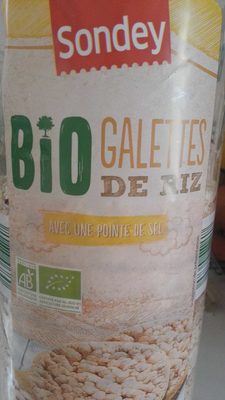 Sondey
BIO
GALETTES
DE RIZ
AVEC UNE POINTE DE SEL
AB